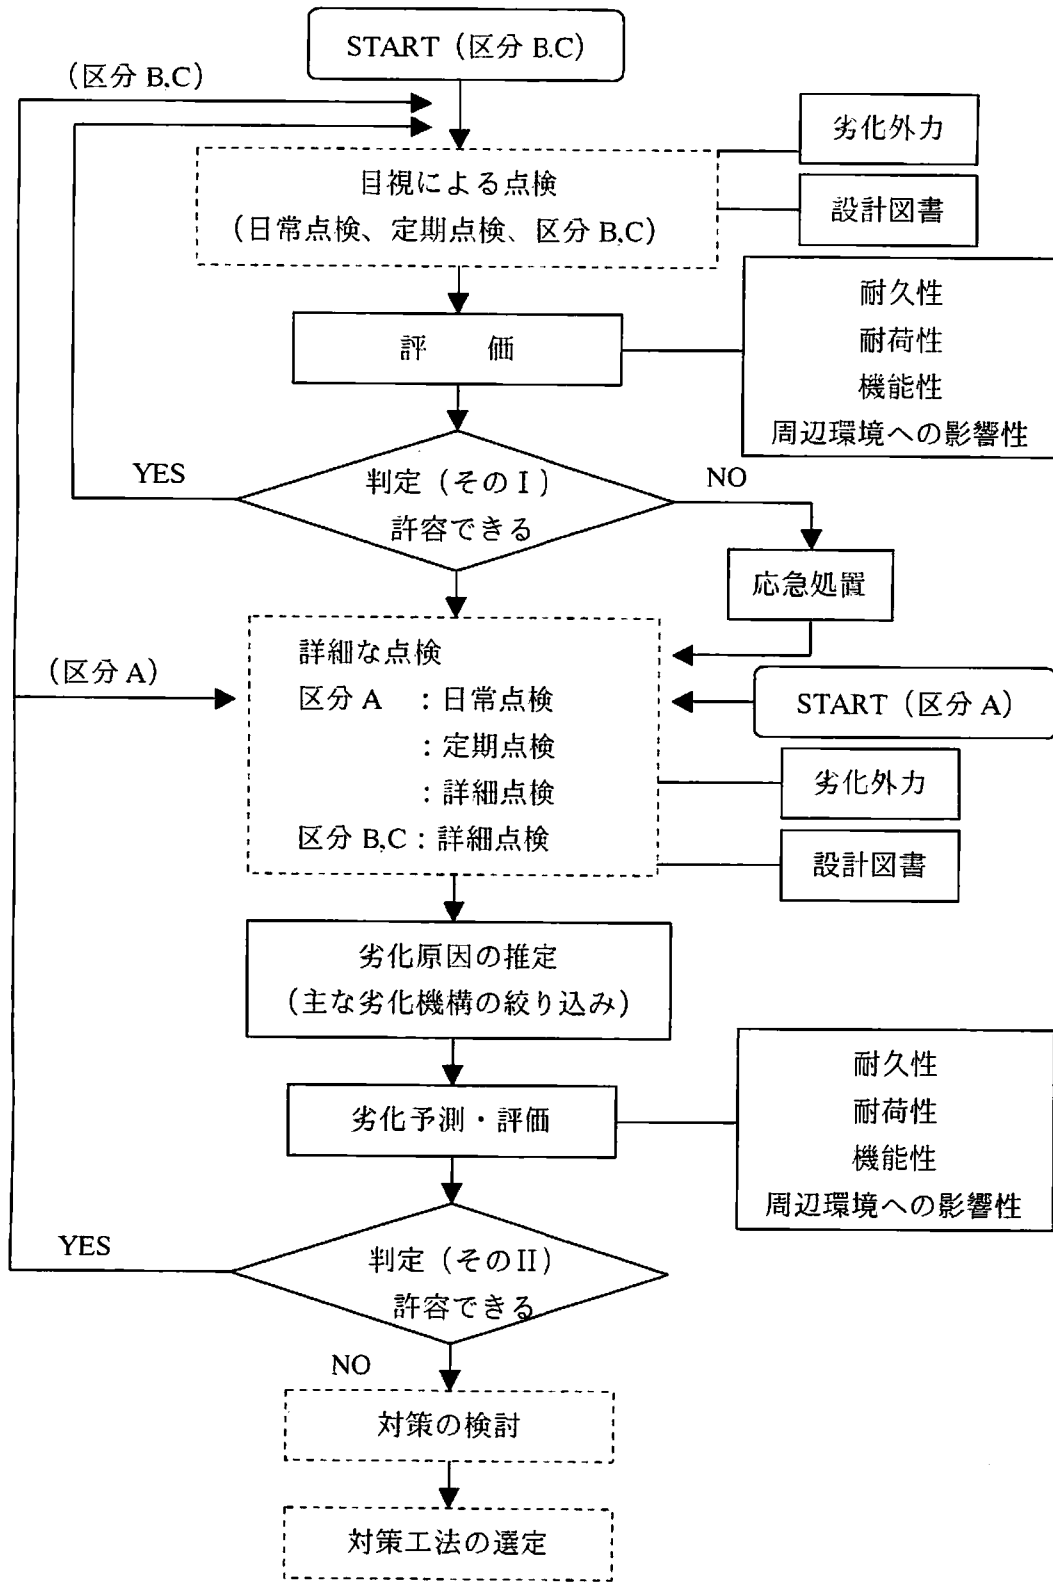 START（区分 B.C）
（区分 B,C）
劣化外力
目視による点検
（日常点検、定期点検、区分 B,C）
設計図書
評　価
耐久性
耐荷性
機能性
周辺環境への影響性
YES
判定（そのⅠ）
許容できる
NO
応急処置
詳細な点検
区分 A ：日常点検
：定期点検
：詳細点検
区分 B,C：詳細点検
（区分 A）
START（区分 A）
劣化外力
設計図書
劣化原因の推定
（主な劣化機構の絞り込み）
劣化予測・評価
耐久性
耐荷性
機能性
周辺環境への影響性
YES
判定（そのⅡ）
許容できる
NO
対策の検討
対策工法の選定